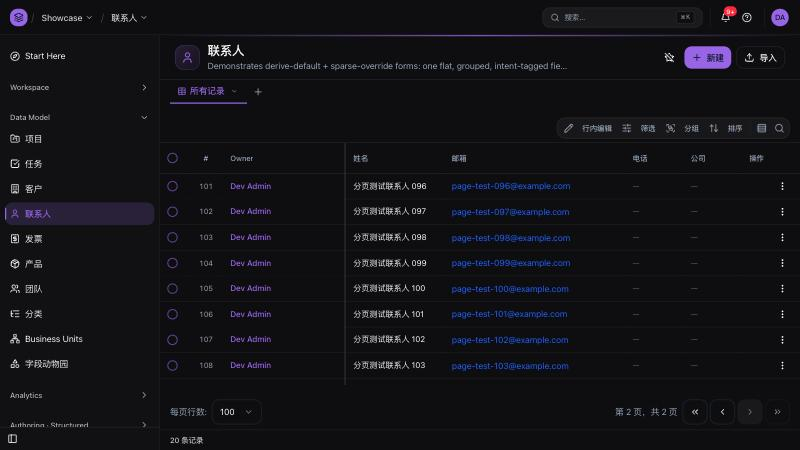 Showcase / 联系人
搜索...
⌘K
9+
DA
Start Here
Workspace
Data Model
项目
任务
客户
联系人
发票
产品
团队
分类
Business Units
字段动物园
Analytics
Authoring · Structured
联系人
Demonstrates derive-default + sparse-override forms: one flat, grouped, intent-tagged fie...
新建
导入
所有记录
行内编辑 筛选 分组 排序
# Owner 姓名 邮箱 电话 公司 操作
101 Dev Admin 分页测试联系人 096 page-test-096@example.com — —
102 Dev Admin 分页测试联系人 097 page-test-097@example.com — —
103 Dev Admin 分页测试联系人 098 page-test-098@example.com — —
104 Dev Admin 分页测试联系人 099 page-test-099@example.com — —
105 Dev Admin 分页测试联系人 100 page-test-100@example.com — —
106 Dev Admin 分页测试联系人 101 page-test-101@example.com — —
107 Dev Admin 分页测试联系人 102 page-test-102@example.com — —
108 Dev Admin 分页测试联系人 103 page-test-103@example.com — —
每页行数: 100
第 2 页，共 2 页
20 条记录